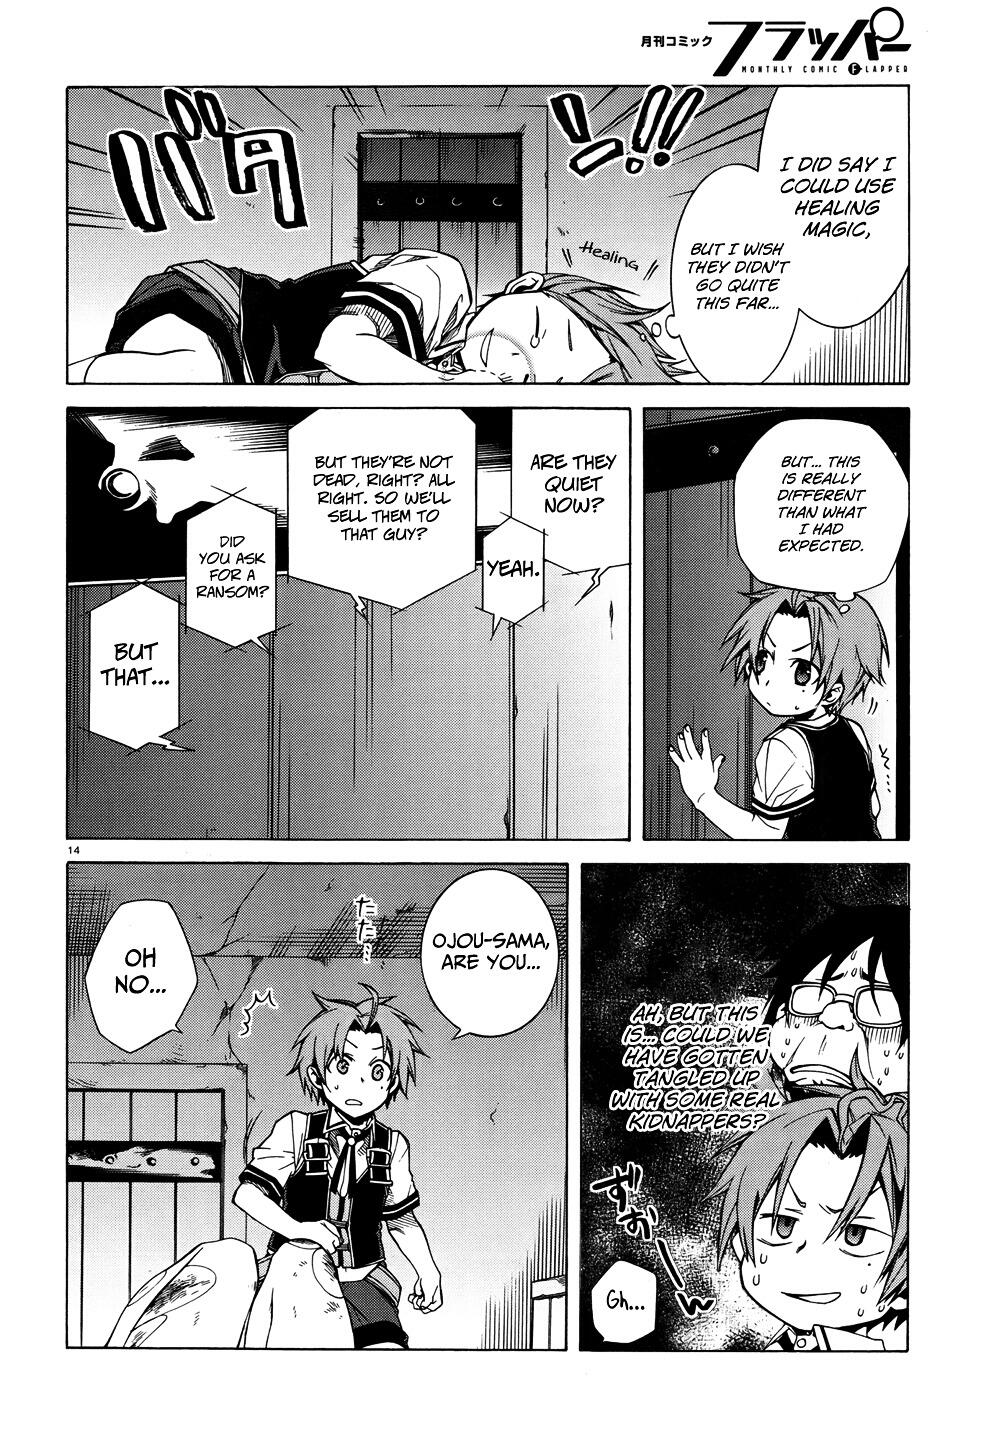 月刊コミック
フラッパー
MONTHLY COMIC FLAPPER
I DID SAY I
COULD USE
HEALING
MAGIC,
BUT I WISH
THEY DIDN'T
GO QUITE
THIS FAR...
ン!!!
Healing
バタ
BUT... THIS
IS REALLY
DIFFERENT
THAN WHAT
I HAD
EXPECTED.
ARE THEY
QUIET
NOW?
YEAH.
BUT THEY'RE NOT
DEAD, RIGHT? ALL
RIGHT. SO WE'LL
SELL THEM TO
THAT GUY?
DID
YOU ASK
FOR A
RANSOM?
BUT
THAT...
14
AH, BUT THIS
IS... COULD WE
HAVE GOTTEN
TANGLED UP
WITH SOME REAL
KIDNAPPERS?
ずおーん
Gh...
OJOU-SAMA,
ARE YOU...
たたた...
OH
NO...